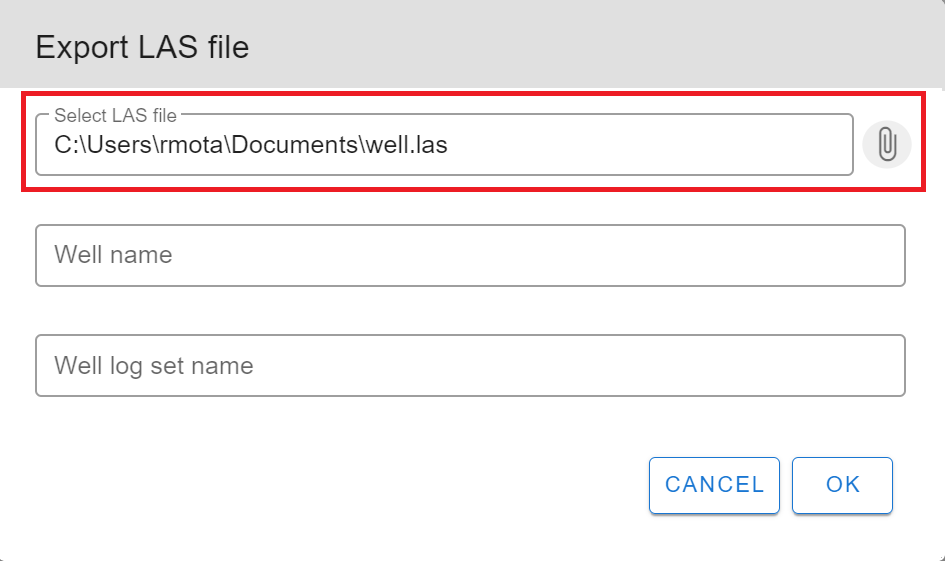 Export LAS file
Select LAS file
C:\Users\rmota\Documents\well.las
Well name
Well log set name
CANCEL OK